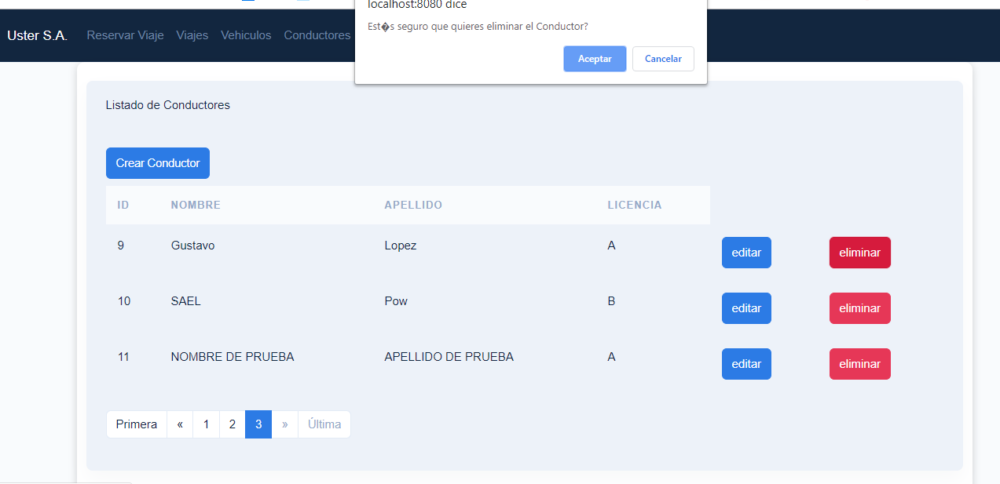 localhost:8080 dice
Est�s seguro que quieres eliminar el Conductor?
Aceptar Cancelar
Uster S.A. Reservar Viaje Viajes Vehiculos Conductores
Listado de Conductores
Crear Conductor
ID NOMBRE APELLIDO LICENCIA
9 Gustavo Lopez A editar eliminar
10 SAEL Pow B editar eliminar
11 NOMBRE DE PRUEBA APELLIDO DE PRUEBA A editar eliminar
Primera « 1 2 3 » Última